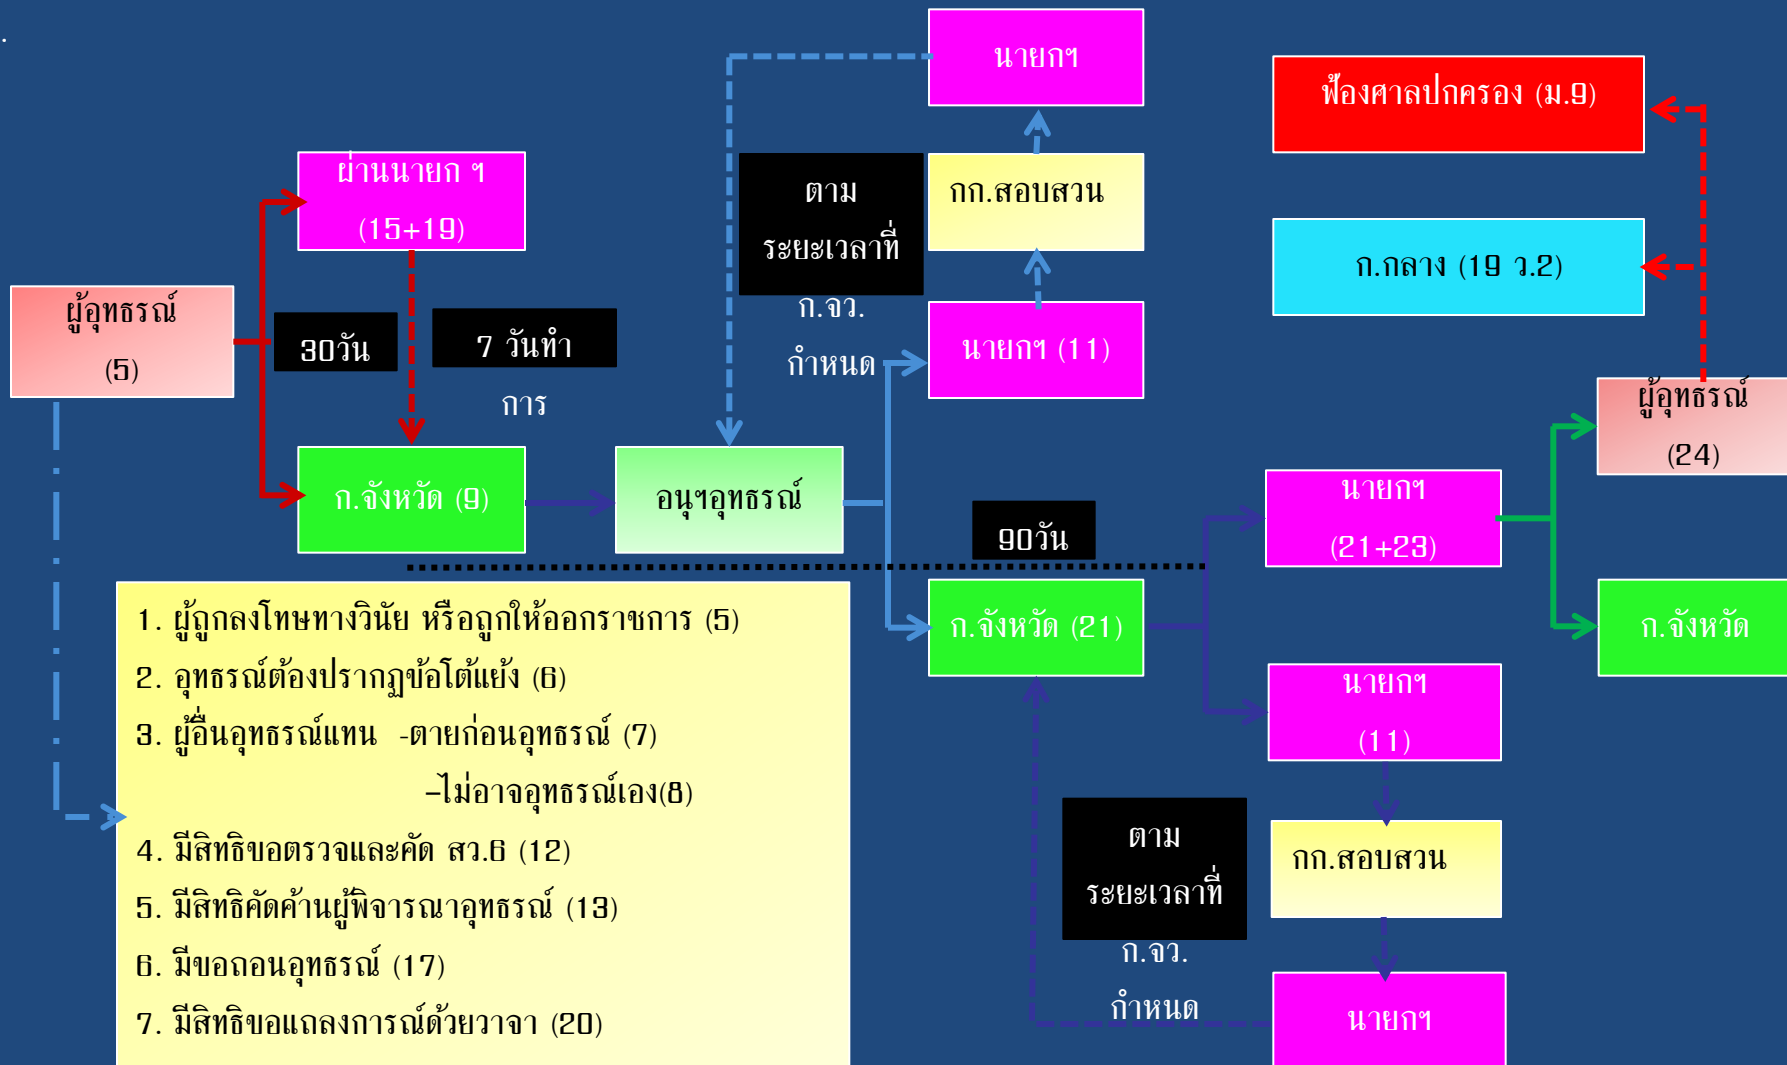 .
นายกฯ
ฟ้องศาลปกครอง (ม.9)
ผ่านนายก ฯ
(15+19)
ตาม
ระยะเวลาที่
ก.จว.
กำหนด
กก.สอบสวน
ก.กลาง (19 ว.2)
ผู้อุทธรณ์
(5)
30วัน
7 วันทำ
การ
นายกฯ (11)
ผู้อุทธรณ์
(24)
ก.จังหวัด (9)
อนุฯอุทธรณ์
90วัน
นายกฯ
(21+23)
ก.จังหวัด (21)
ก.จังหวัด
1. ผู้ถูกลงโทษทางวินัย หรือถูกให้ออกราชการ (5)
2. อุทธรณ์ต้องปรากฏข้อโต้แย้ง (6)
3. ผู้อื่นอุทธรณ์แทน -ตายก่อนอุทธรณ์ (7)
–ไม่อาจอุทธรณ์เอง(8)
4. มีสิทธิขอตรวจและคัด สว.6 (12)
5. มีสิทธิคัดค้านผู้พิจารณาอุทธรณ์ (13)
6. มีขอถอนอุทธรณ์ (17)
7. มีสิทธิขอแถลงการณ์ด้วยวาจา (20)
นายกฯ
(11)
ตาม
ระยะเวลาที่
ก.จว.
กำหนด
กก.สอบสวน
นายกฯ